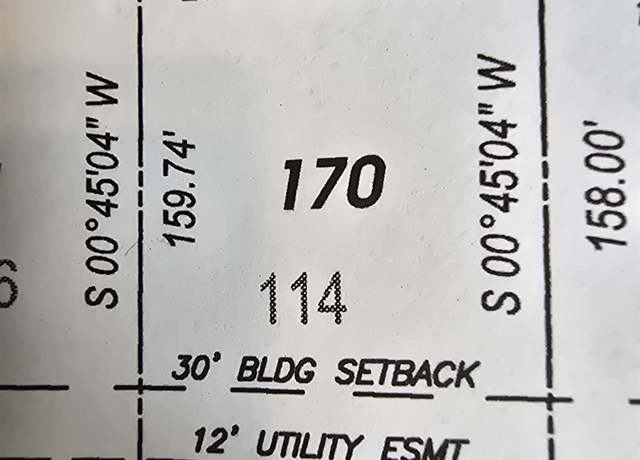 S 00°45'04" W
159.74'
170
114
S 00°45'04" W
158.00'
30' BLDG SETBACK
12' UTILITY ESMT